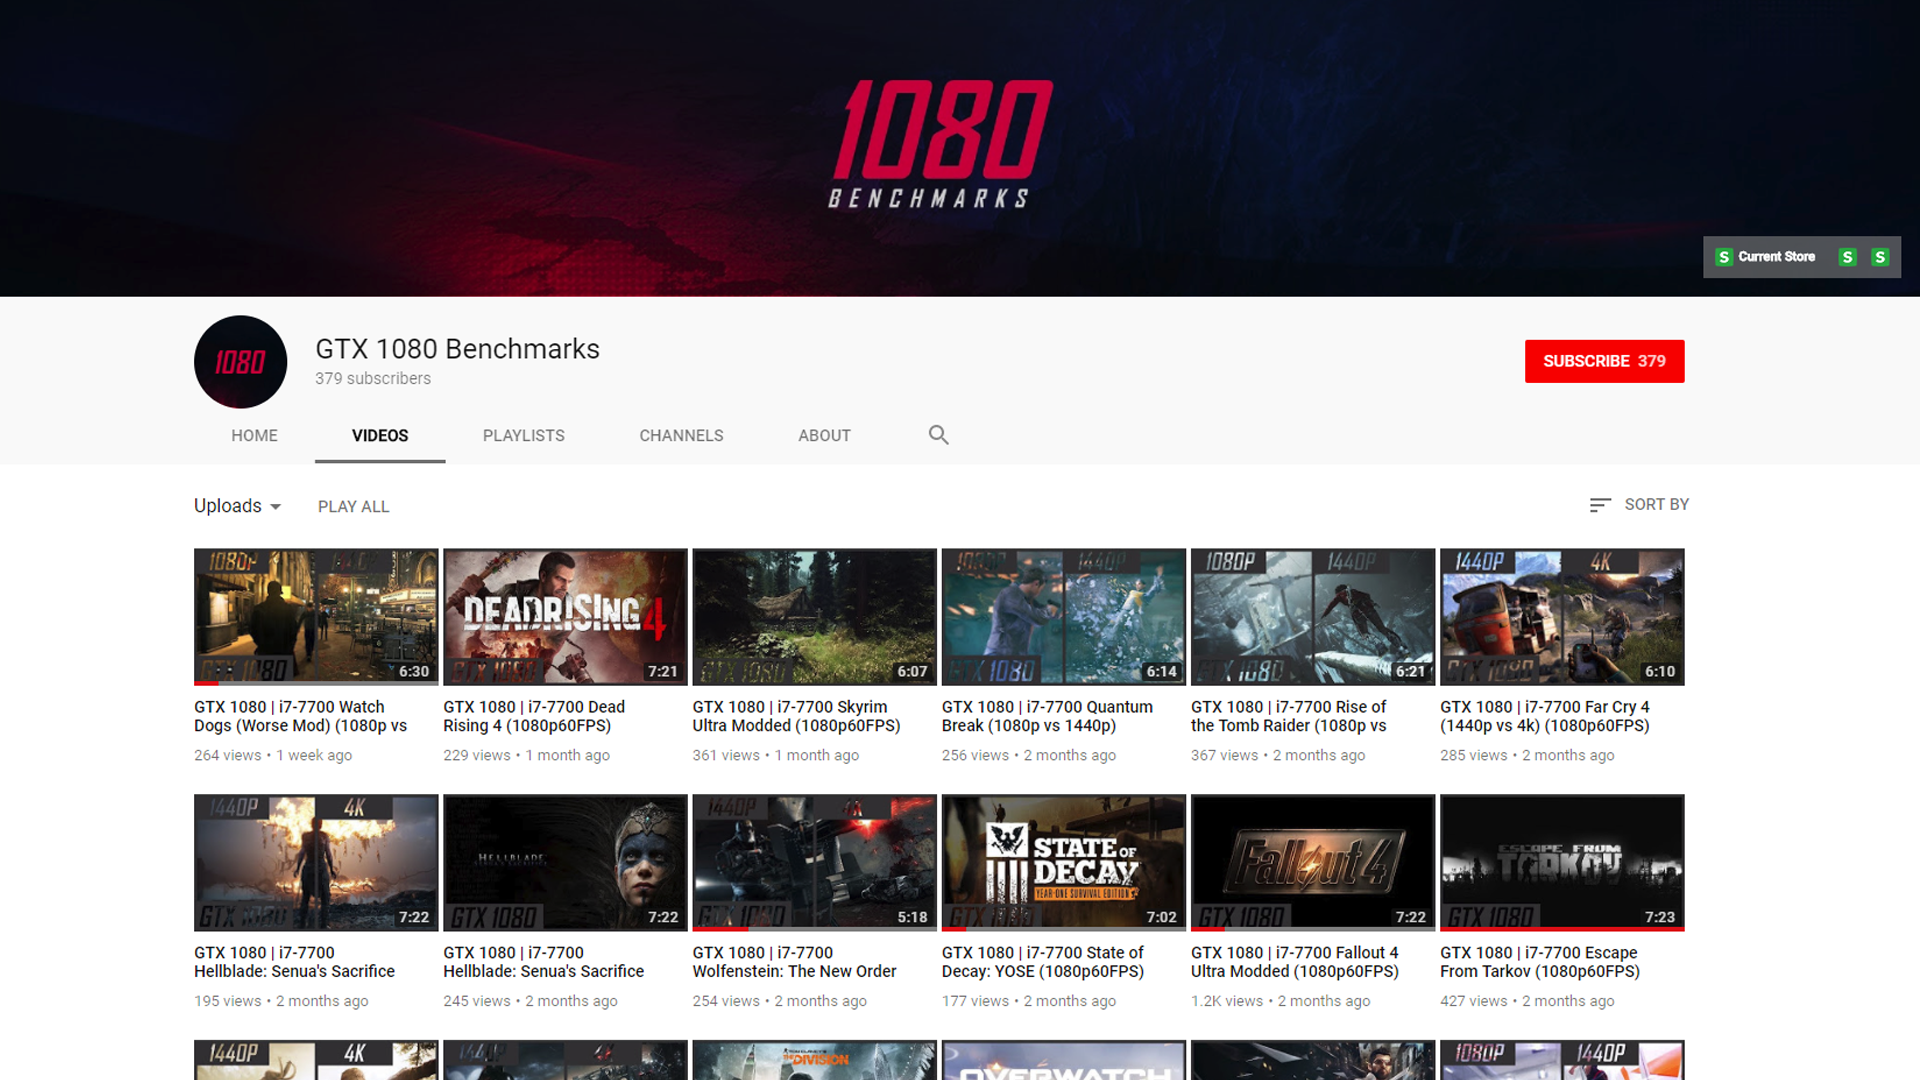 1080
BENCHMARKS
S Current Store S S
1080
GTX 1080 Benchmarks
379 subscribers
SUBSCRIBE 379
HOME VIDEOS PLAYLISTS CHANNELS ABOUT
Uploads PLAY ALL SORT BY
1080P 1440P
GTX 1080 6:30
DEADRISING 4
GTX 1080 7:21
GTX 1080 6:07
1080P 1440P
GTX 1080 6:14
1080P 1440P
GTX 1080 6:21
1440P 4K
GTX 1080 6:10
GTX 1080 | i7-7700 Watch
Dogs (Worse Mod) (1080p vs
264 views • 1 week ago
GTX 1080 | i7-7700 Dead
Rising 4 (1080p60FPS)
229 views • 1 month ago
GTX 1080 | i7-7700 Skyrim
Ultra Modded (1080p60FPS)
361 views • 1 month ago
GTX 1080 | i7-7700 Quantum
Break (1080p vs 1440p)
256 views • 2 months ago
GTX 1080 | i7-7700 Rise of
the Tomb Raider (1080p vs
367 views • 2 months ago
GTX 1080 | i7-7700 Far Cry 4
(1440p vs 4k) (1080p60FPS)
285 views • 2 months ago
1440P 4K
GTX 1080 7:22
HELLBLADE
GTX 1080 7:22
1440P 4K
GTX 1080 5:18
STATE OF
DECAY
YEAR-ONE SURVIVAL EDITION
GTX 1080 7:02
Fallout 4
GTX 1080 7:22
ESCAPE FROM
TARKOV
GTX 1080 7:23
GTX 1080 | i7-7700
Hellblade: Senua's Sacrifice
195 views • 2 months ago
GTX 1080 | i7-7700
Hellblade: Senua's Sacrifice
245 views • 2 months ago
GTX 1080 | i7-7700
Wolfenstein: The New Order
254 views • 2 months ago
GTX 1080 | i7-7700 State of
Decay: YOSE (1080p60FPS)
177 views • 2 months ago
GTX 1080 | i7-7700 Fallout 4
Ultra Modded (1080p60FPS)
1.2K views • 2 months ago
GTX 1080 | i7-7700 Escape
From Tarkov (1080p60FPS)
427 views • 2 months ago
1440P 4K
1440P 4K
THE DIVISION
OVERWATCH
1080P 1440P